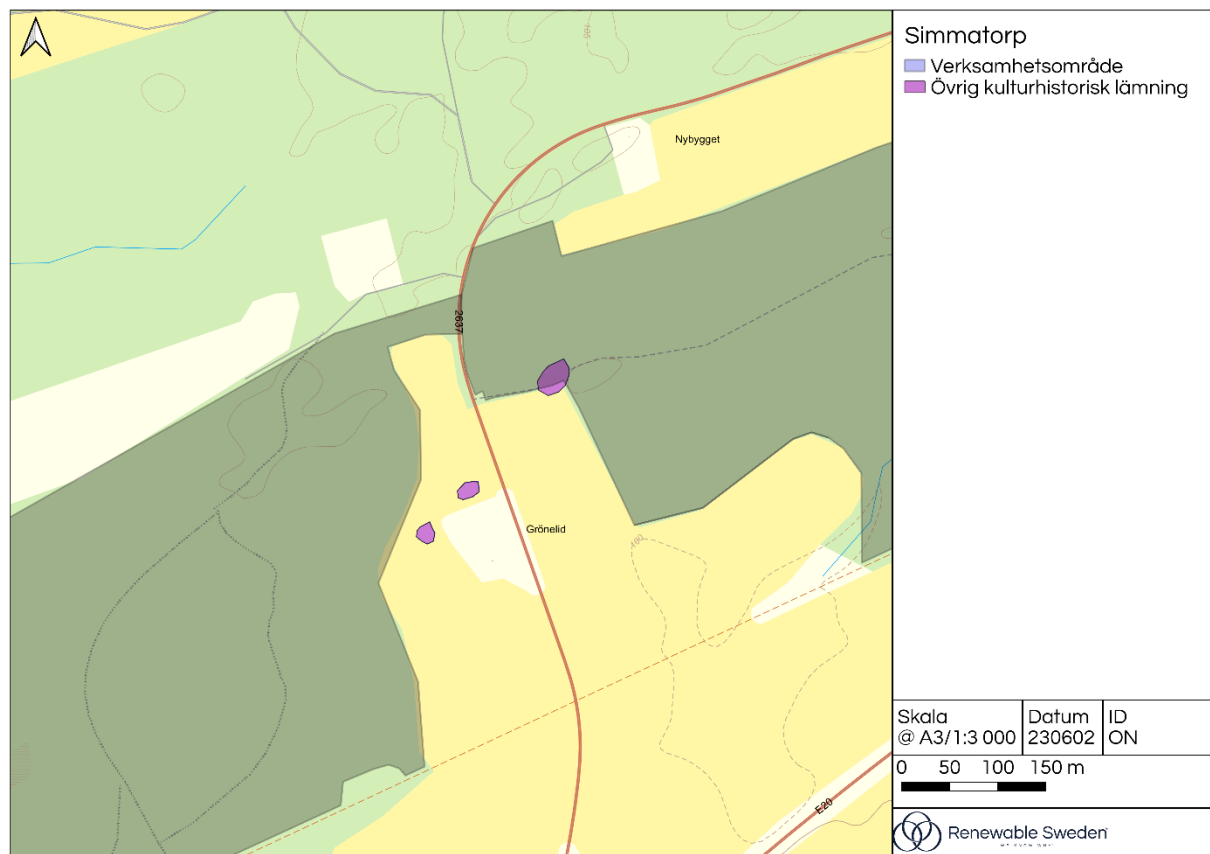 Simmatorp
Verksamhetsområde
Övrig kulturhistorisk lämning
105
Nybygget
2637
Grönelid
100
E20
Skala
@ A3/1:3 000
Datum
230602
ID
ON
0 50 100 150 m
Renewable Sweden